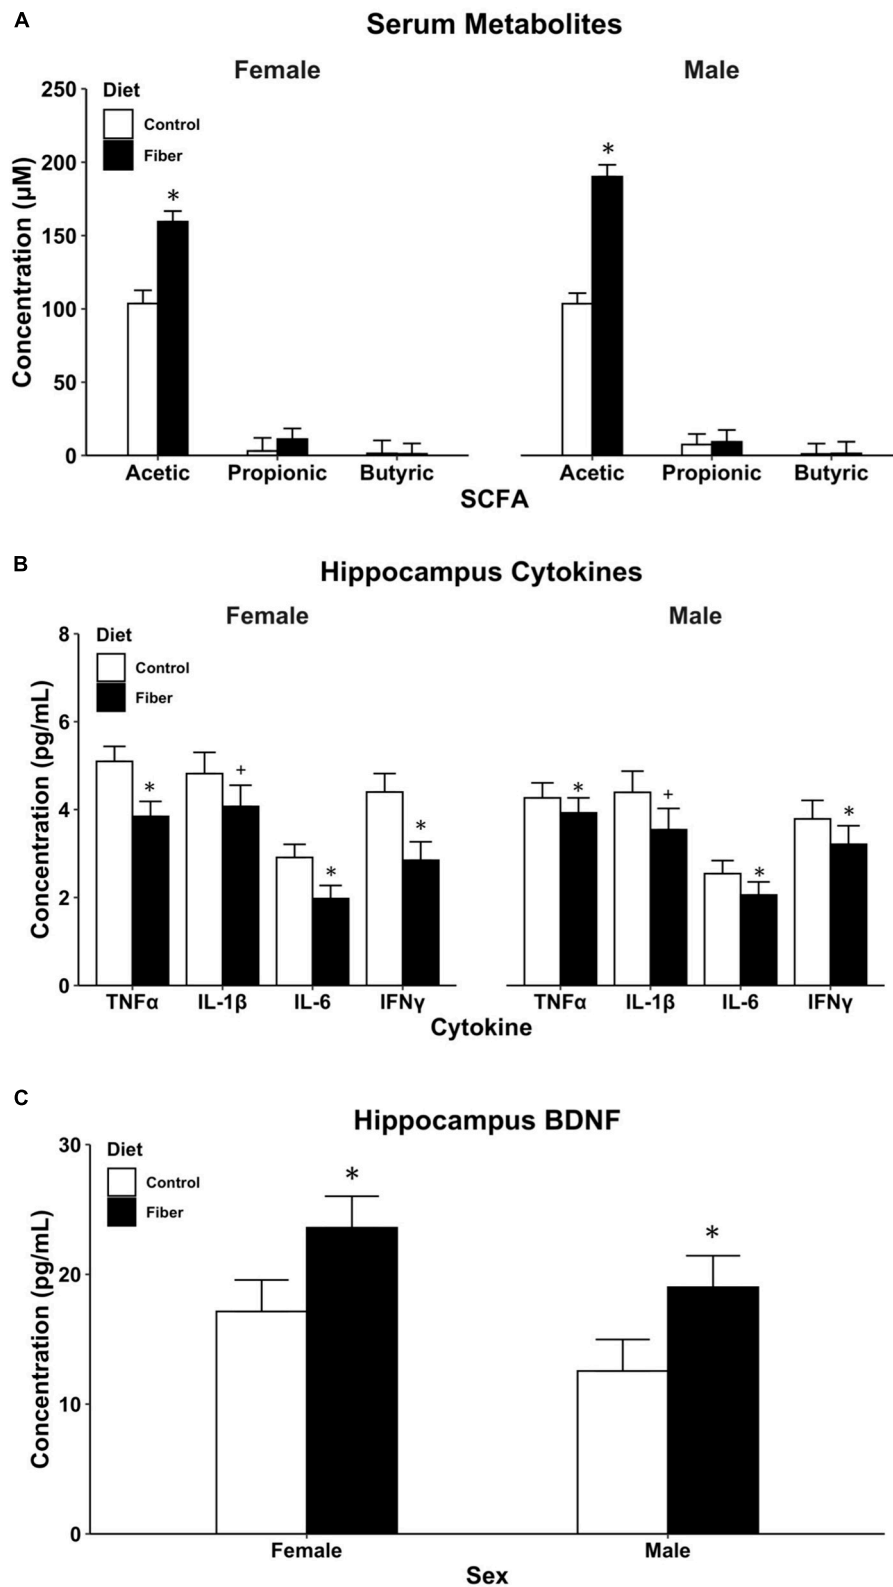 A
Serum Metabolites
Female
Male
Concentration (µM)
250
200
150
100
50
0
Diet
Control
Fiber
*
*
Acetic Propionic Butyric
Acetic Propionic Butyric
SCFA
B
Hippocampus Cytokines
Female
Male
Concentration (pg/mL)
8
6
4
2
0
Diet
Control
Fiber
* + * *
* + * *
TNFα IL-1β IL-6 IFNγ
TNFα IL-1β IL-6 IFNγ
Cytokine
C
Hippocampus BDNF
Concentration (pg/mL)
30
20
10
0
Diet
Control
Fiber
*
*
Female Male
Sex